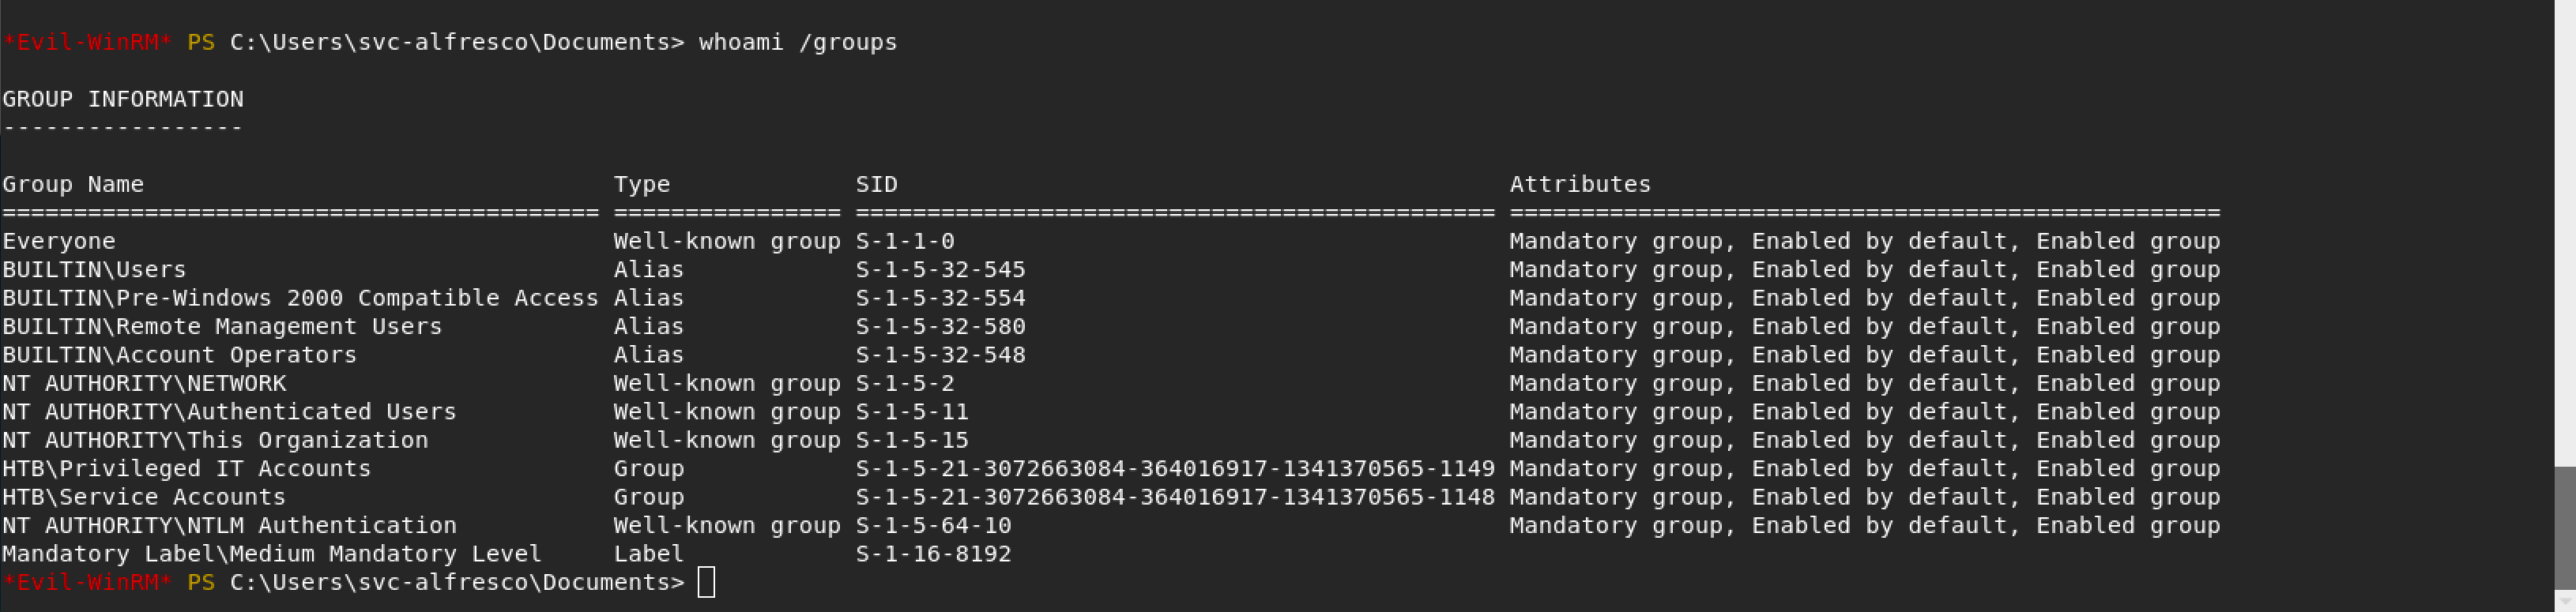 *Evil-WinRM* PS C:\Users\svc-alfresco\Documents> whoami /groups
GROUP INFORMATION
-----------------
Group Name                                 Type             SID                                           Attributes
========================================== ================ ============================================= ==================================================
Everyone                                   Well-known group S-1-1-0                                       Mandatory group, Enabled by default, Enabled group
BUILTIN\Users                              Alias            S-1-5-32-545                                  Mandatory group, Enabled by default, Enabled group
BUILTIN\Pre-Windows 2000 Compatible Access Alias            S-1-5-32-554                                  Mandatory group, Enabled by default, Enabled group
BUILTIN\Remote Management Users            Alias            S-1-5-32-580                                  Mandatory group, Enabled by default, Enabled group
BUILTIN\Account Operators                  Alias            S-1-5-32-548                                  Mandatory group, Enabled by default, Enabled group
NT AUTHORITY\NETWORK                       Well-known group S-1-5-2                                       Mandatory group, Enabled by default, Enabled group
NT AUTHORITY\Authenticated Users           Well-known group S-1-5-11                                      Mandatory group, Enabled by default, Enabled group
NT AUTHORITY\This Organization             Well-known group S-1-5-15                                      Mandatory group, Enabled by default, Enabled group
HTB\Privileged IT Accounts                 Group            S-1-5-21-3072663084-364016917-1341370565-1149 Mandatory group, Enabled by default, Enabled group
HTB\Service Accounts                       Group            S-1-5-21-3072663084-364016917-1341370565-1148 Mandatory group, Enabled by default, Enabled group
NT AUTHORITY\NTLM Authentication           Well-known group S-1-5-64-10                                   Mandatory group, Enabled by default, Enabled group
Mandatory Label\Medium Mandatory Level     Label            S-1-16-8192
*Evil-WinRM* PS C:\Users\svc-alfresco\Documents>